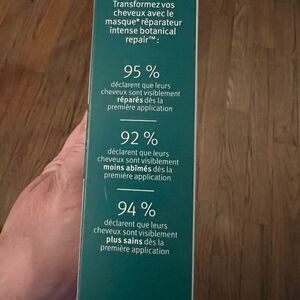 Transformez vos
cheveux avec le
masque* réparateur
intense botanical
repair™ :
95 %
déclarent que leurs
cheveux sont visiblement
réparés dès la
première application
92 %
déclarent que leurs
cheveux sont visiblement
moins abîmés dès la
première application
94 %
déclarent que leurs
cheveux sont visiblement
plus sains dès la
première application